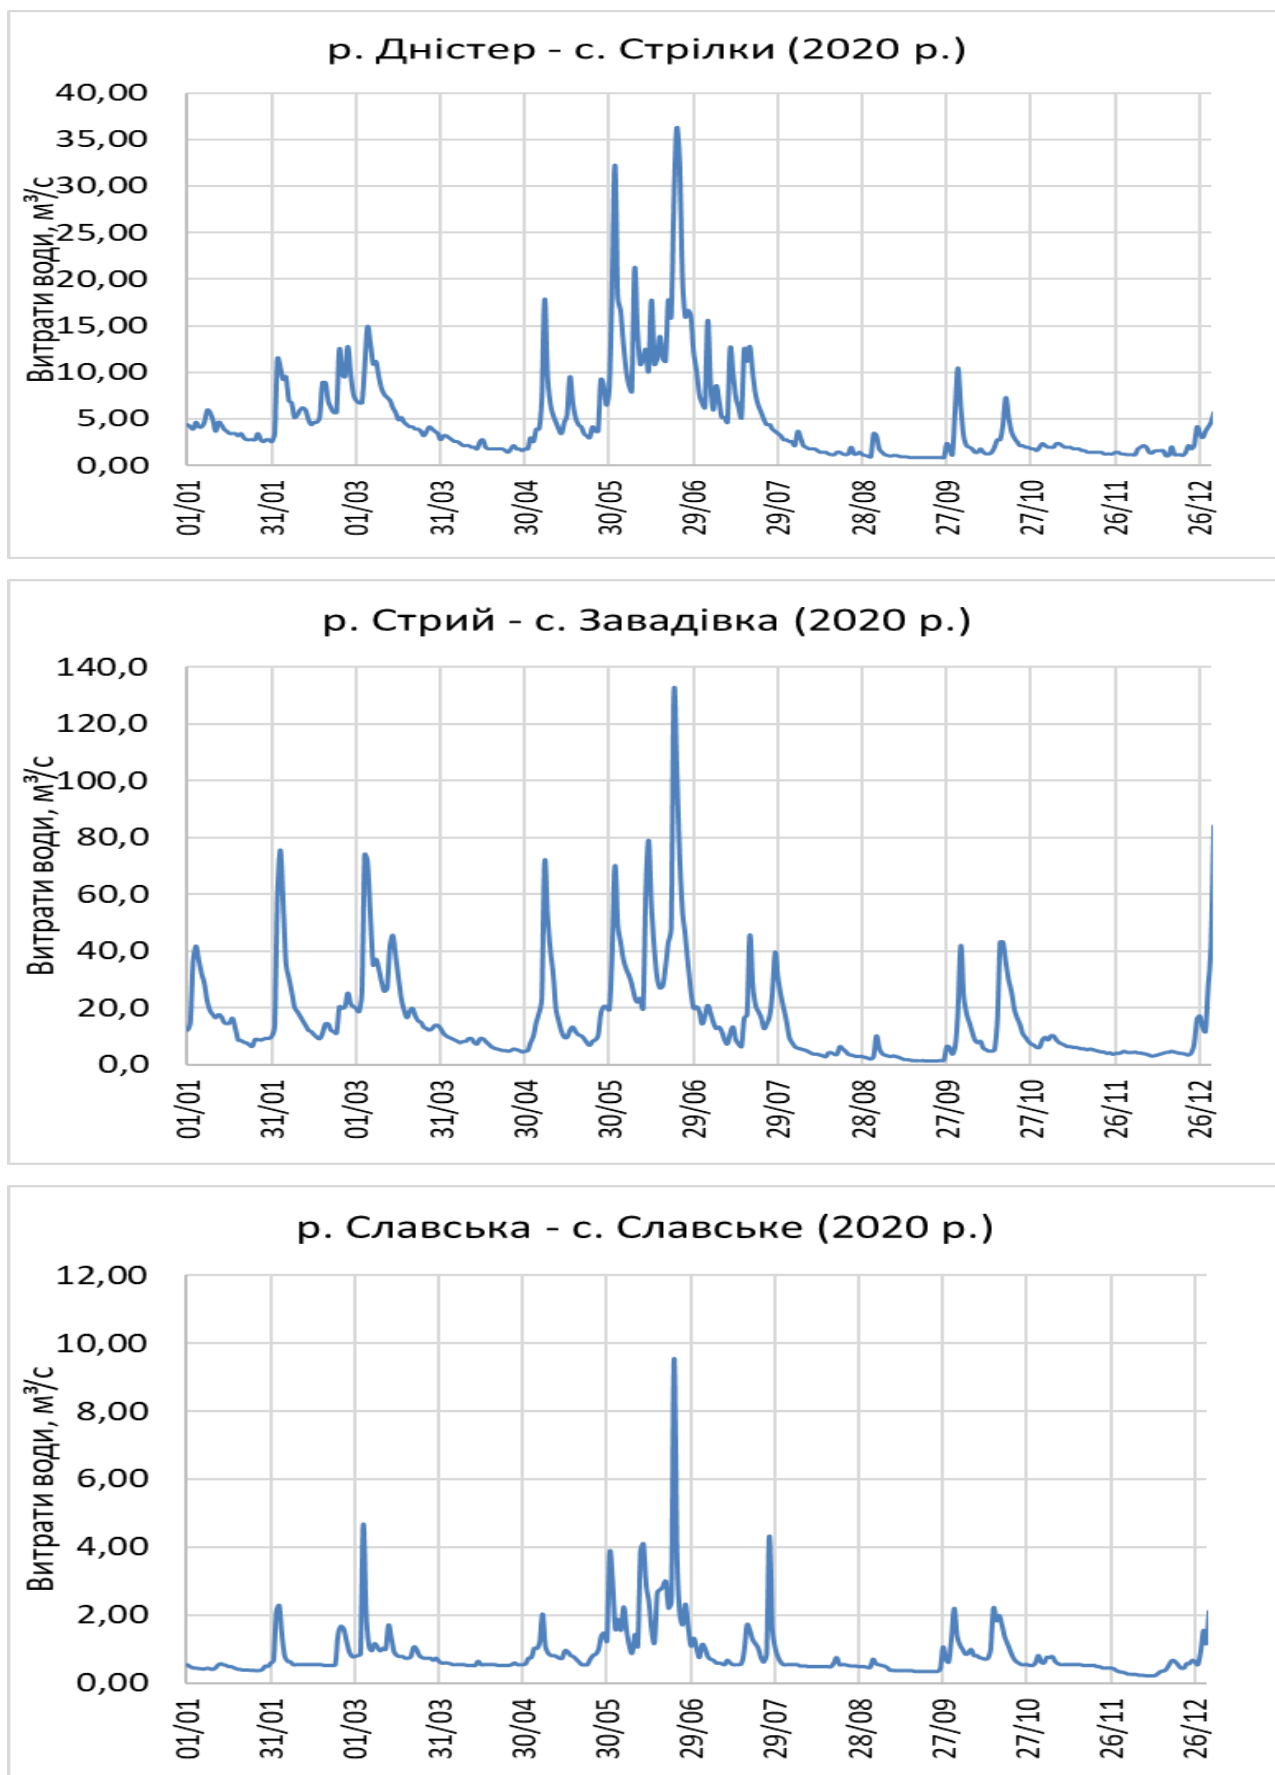 р. Дністер - с. Стрілки (2020 р.)
Витрати води, м³/с
40,00
35,00
30,00
25,00
20,00
15,00
10,00
5,00
0,00
01/01 31/01 01/03 31/03 30/04 30/05 29/06 29/07 28/08 27/09 27/10 26/11 26/12
р. Стрий - с. Завадівка (2020 р.)
Витрати води, м³/с
140,0
120,0
100,0
80,0
60,0
40,0
20,0
0,0
01/01 31/01 01/03 31/03 30/04 30/05 29/06 29/07 28/08 27/09 27/10 26/11 26/12
р. Славська - с. Славське (2020 р.)
Витрати води, м³/с
12,00
10,00
8,00
6,00
4,00
2,00
0,00
01/01 31/01 01/03 31/03 30/04 30/05 29/06 29/07 28/08 27/09 27/10 26/11 26/12